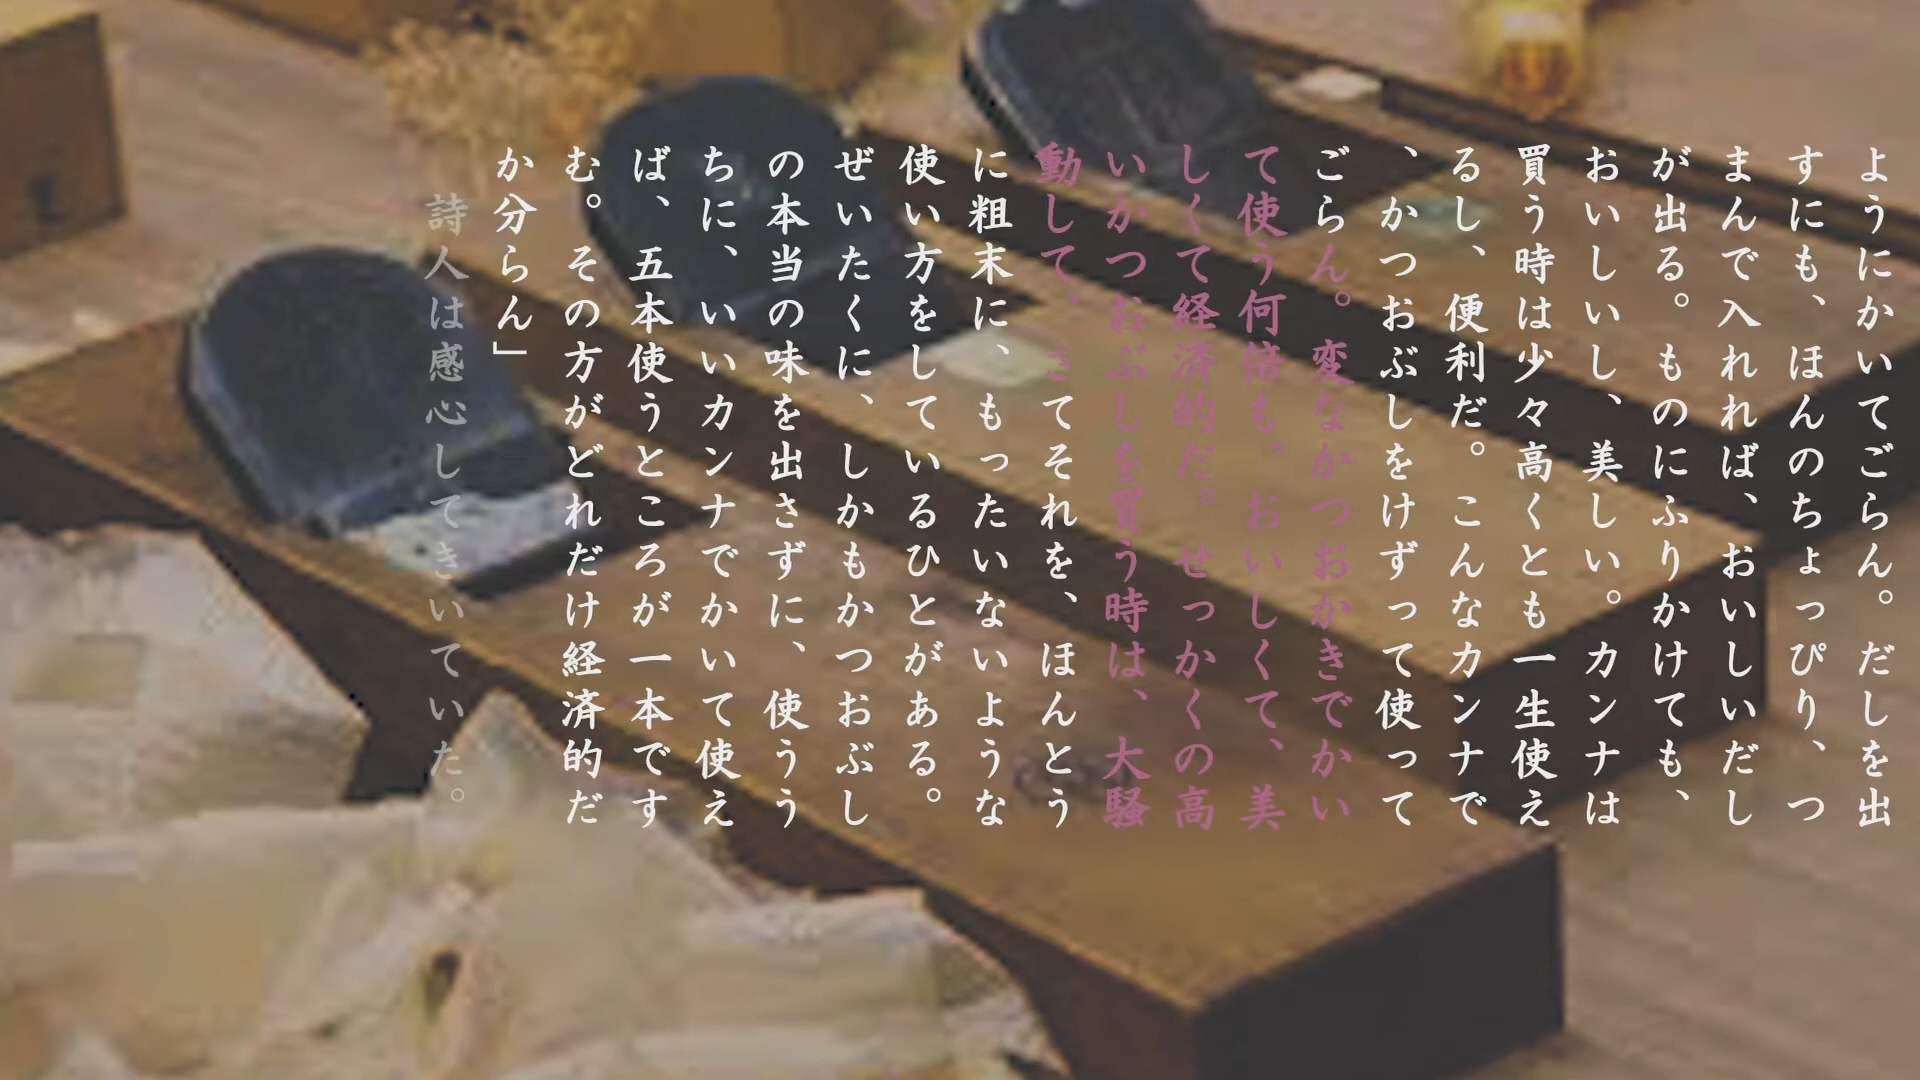 ようにかいてごらん。だしを出
すにも、ほんのちょっぴり、つ
まんで入れれば、おいしいだし
が出る。ものにふりかけても、
おいしいし、美しい。カンナは
買う時は少々高くとも一生使え
るし、便利だ。こんなカンナで
、かつおぶしをけずって使って
ごらん。変なかつおかきでかい
て使う何倍も、おいしくて、美
しくて経済的だ。せっかくの高
いかつおぶしを買う時は、大騒
動して、さてそれを、ほんとう
に粗末に、もったいないような
使い方をしているひとがある。
ぜいたくに、しかもかつおぶし
の本当の味を出さずに、使うう
ちに、いいカンナでかいて使え
ば、五本使うところが一本です
む。その方がどれだけ経済的だ
か分らん」
詩人は感心してきいていた。